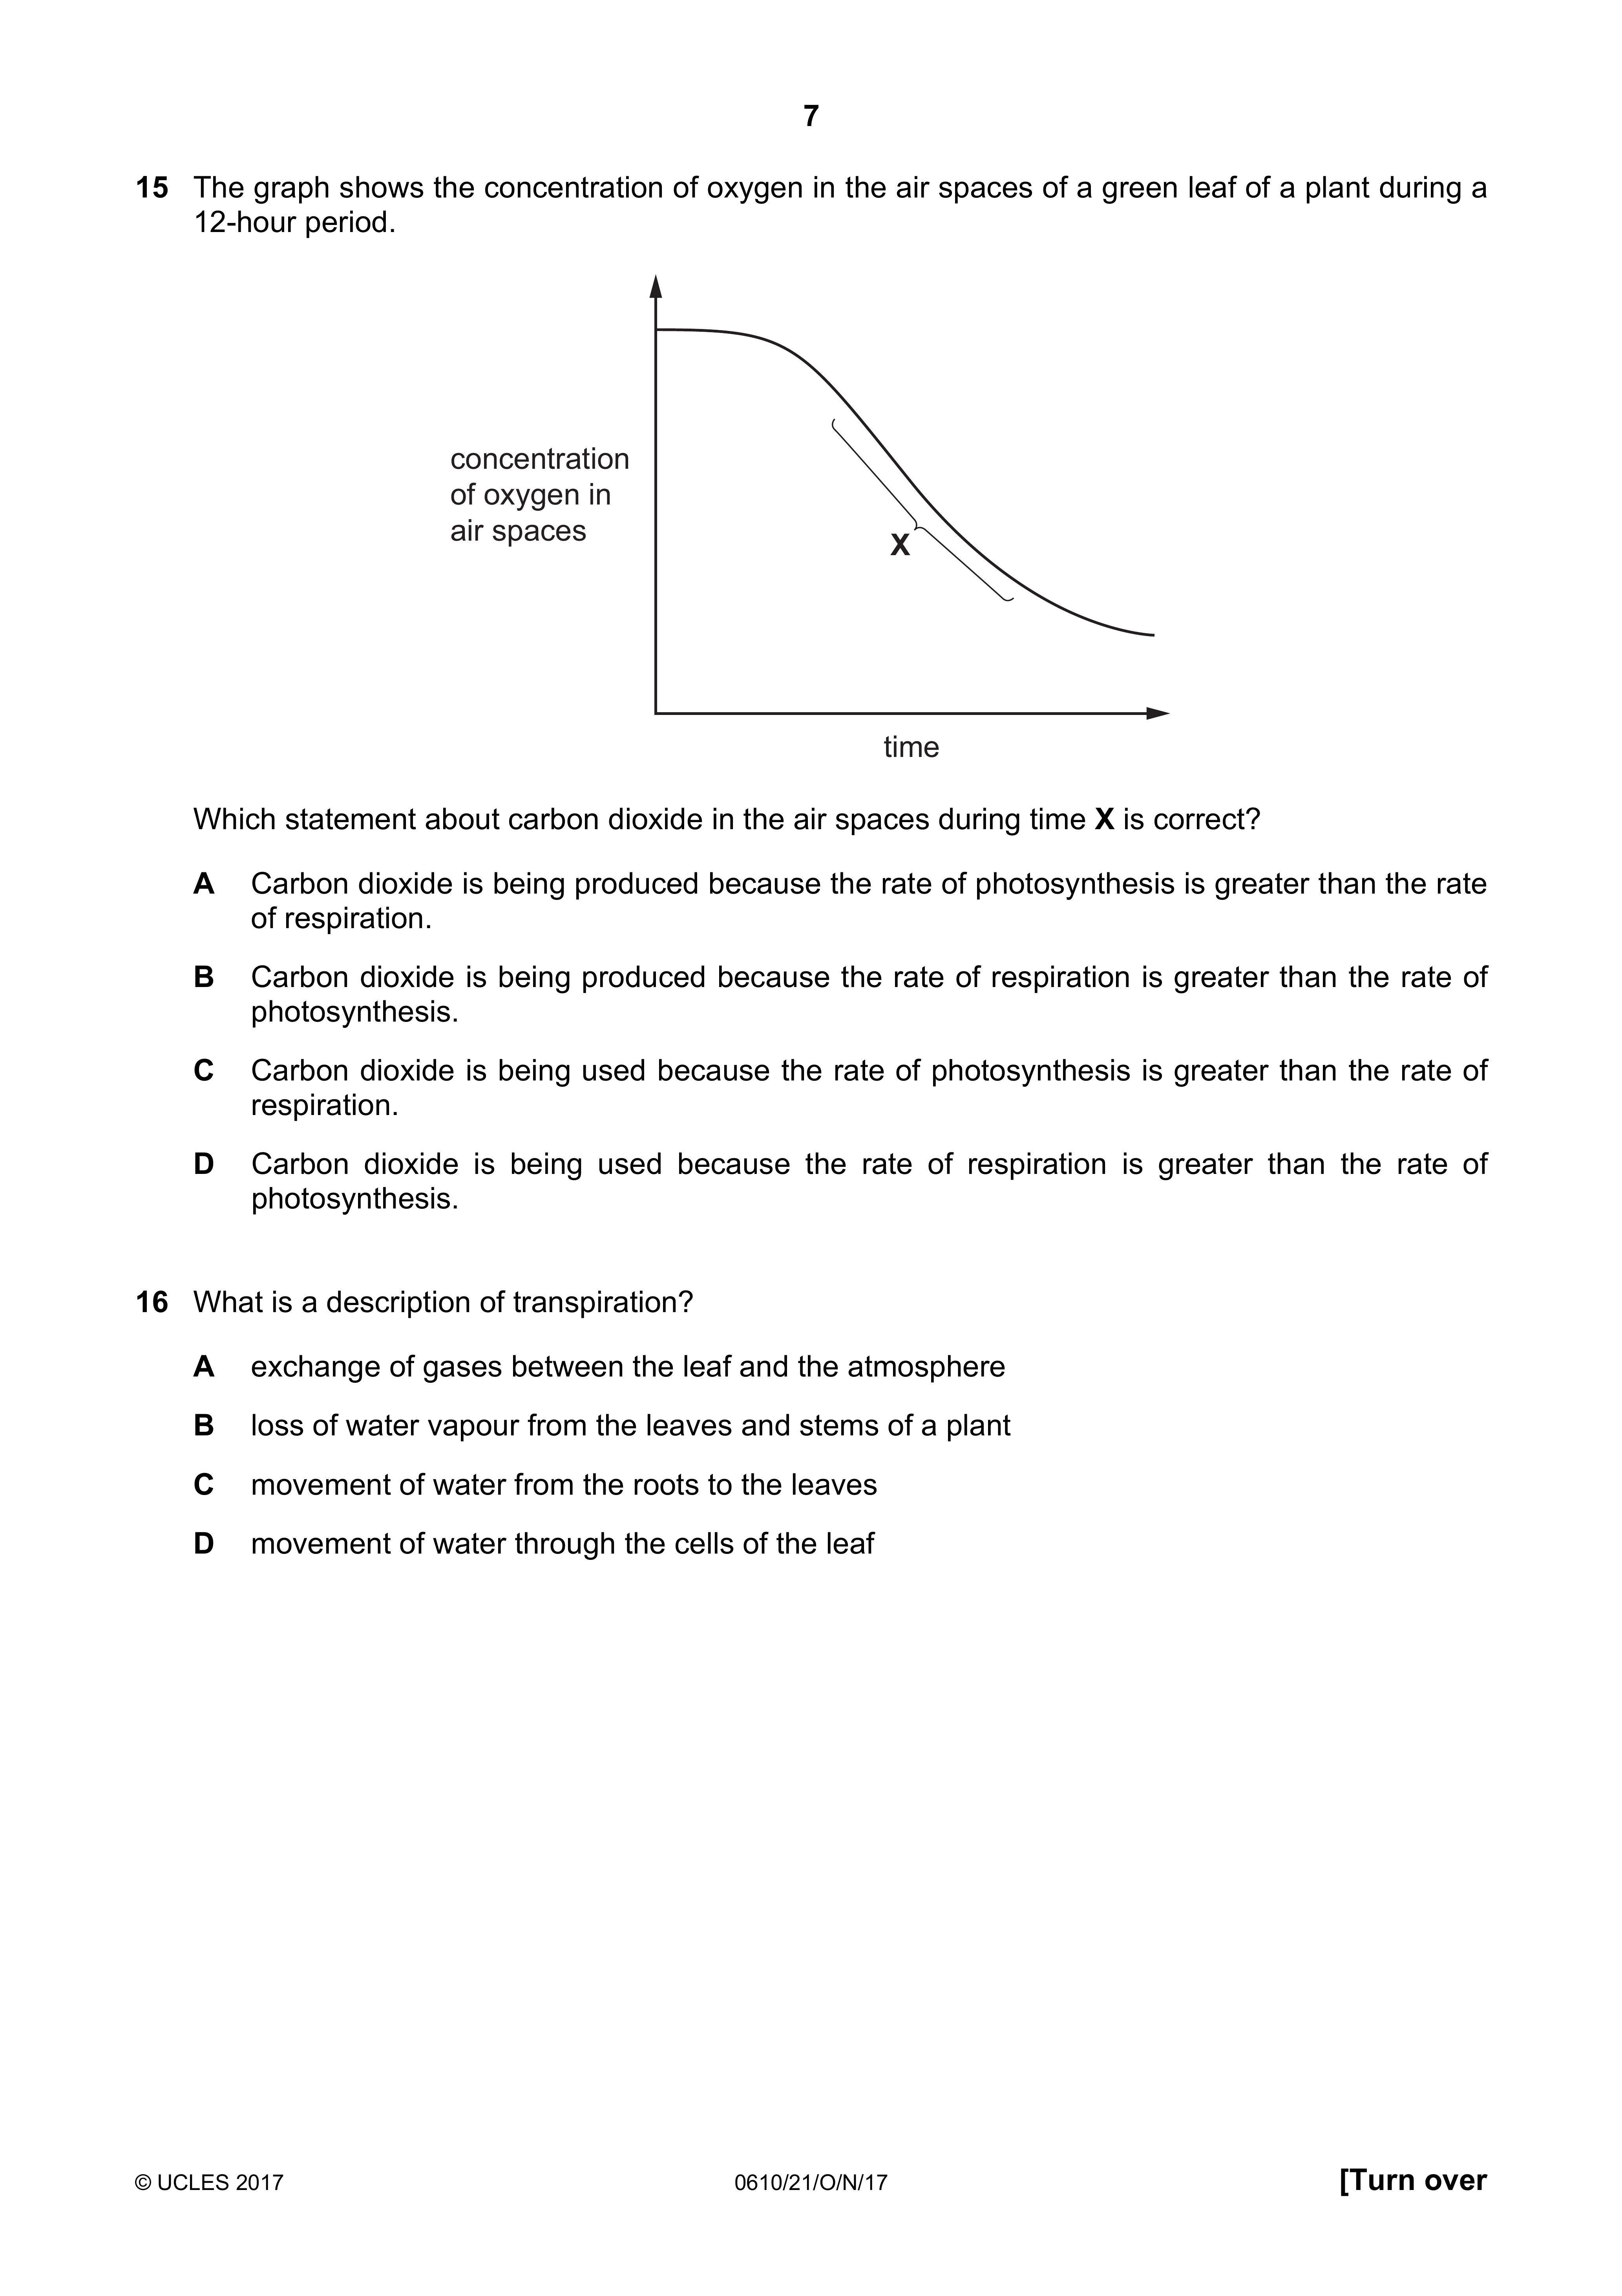 7
15 The graph shows the concentration of oxygen in the air spaces of a green leaf of a plant during a
12-hour period.
concentration
of oxygen in
air spaces
X
time
Which statement about carbon dioxide in the air spaces during time X is correct?
A Carbon dioxide is being produced because the rate of photosynthesis is greater than the rate
of respiration.
B Carbon dioxide is being produced because the rate of respiration is greater than the rate of
photosynthesis.
C Carbon dioxide is being used because the rate of photosynthesis is greater than the rate of
respiration.
D Carbon dioxide is being used because the rate of respiration is greater than the rate of
photosynthesis.
16 What is a description of transpiration?
A exchange of gases between the leaf and the atmosphere
B loss of water vapour from the leaves and stems of a plant
C movement of water from the roots to the leaves
D movement of water through the cells of the leaf
© UCLES 2017 0610/21/O/N/17 [Turn over